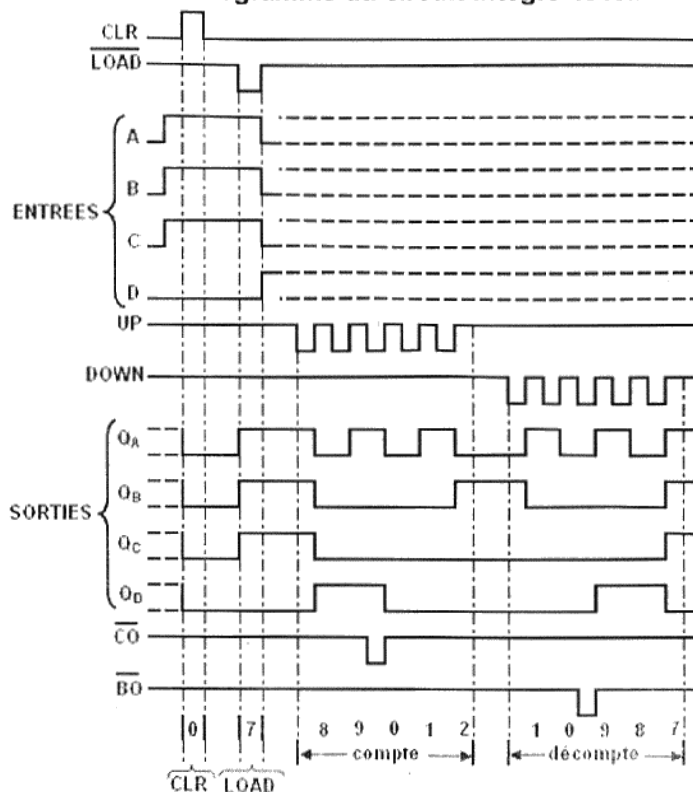 CLR
LOAD
ENTREES
A
B
C
D
UP
DOWN
SORTIES
QA
QB
QC
QD
CO
BO
0 7 8 9 0 1 2 1 0 9 8 7
compte décompte
CLR LOAD